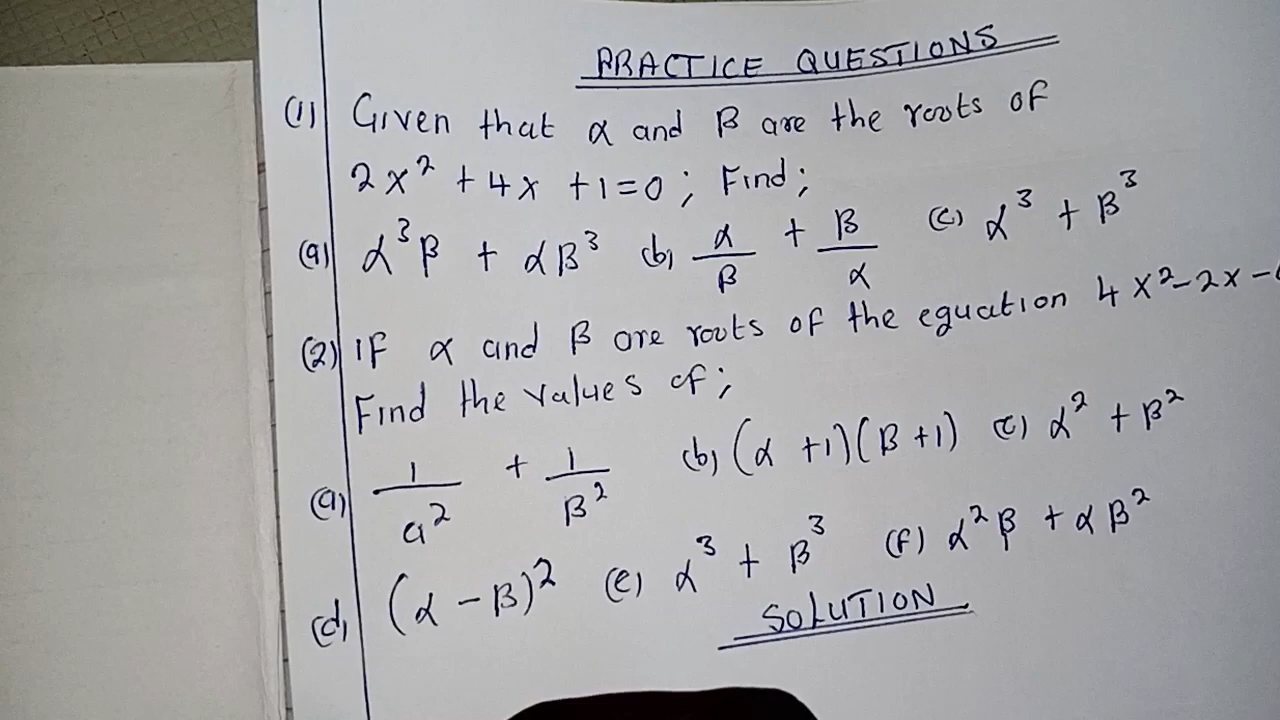 PRACTICE QUESTIONS
(1) Given that α and β are the roots of
2x² + 4x + 1 = 0 ; Find ;
(a) α³β + αβ³ (b) α/β + β/α (c) α³ + β³
(2) If α and β are roots of the equation 4x² - 2x -
Find the values of ;
(a) 1/a² + 1/β² (b) (α + 1)(β + 1) (c) α² + β²
(d) (α - β)² (e) α³ + β³ (f) α²β + αβ²
SOLUTION